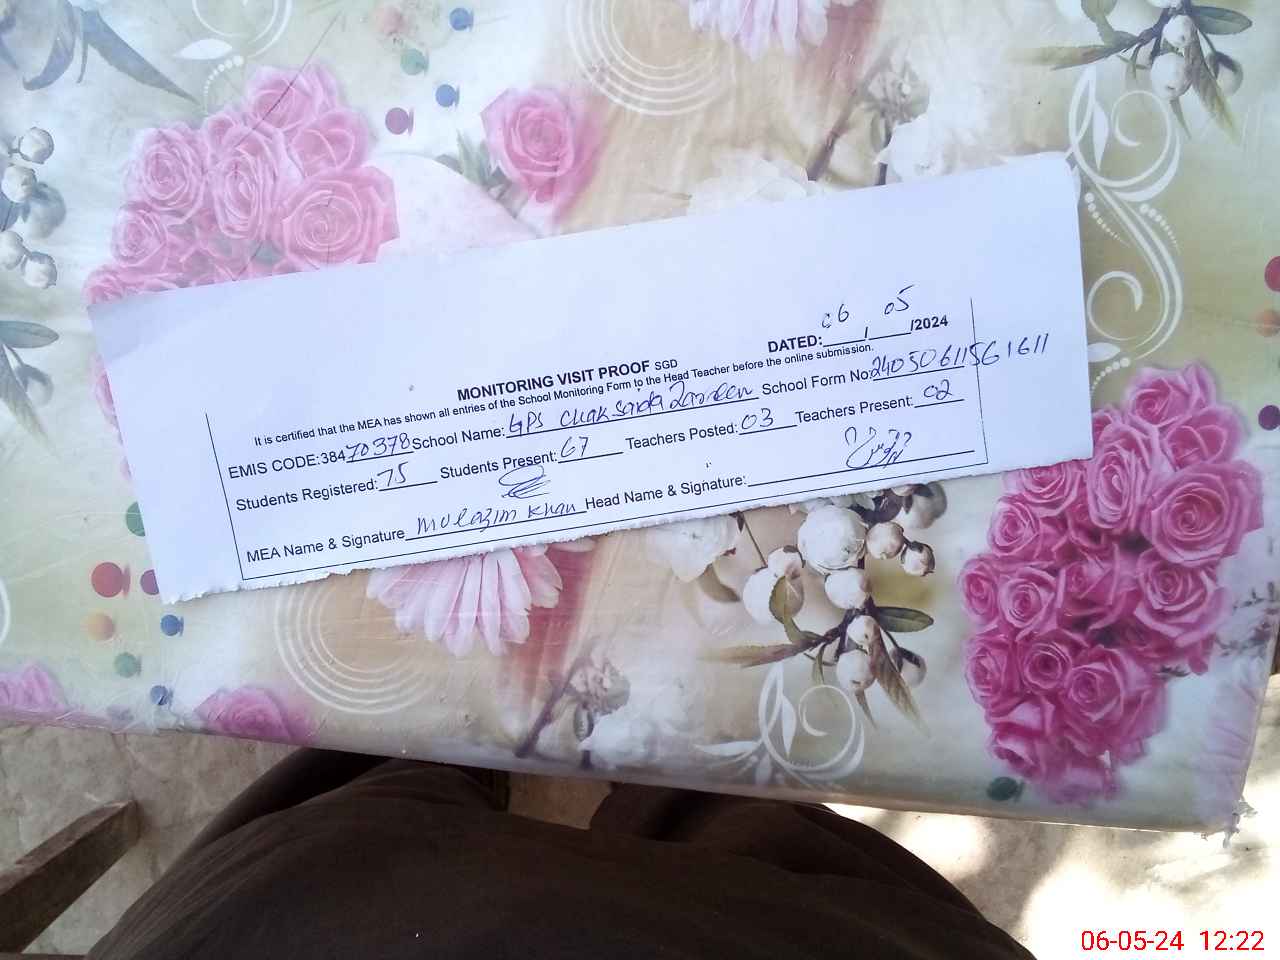 DATED: 06/05/2024
MONITORING VISIT PROOF SGD
It is certified that the MEA has shown all entries of the School Monitoring Form to the Head Teacher before the online submission.
EMIS CODE:38470378 School Name: GPS Chak Saida Zareen School Form No: 24050611561611
Students Registered: 75 Students Present: 67 Teachers Posted: 03 Teachers Present: 02
MEA Name & Signature Mulazim Khan Head Name & Signature:
06-05-24 12:22